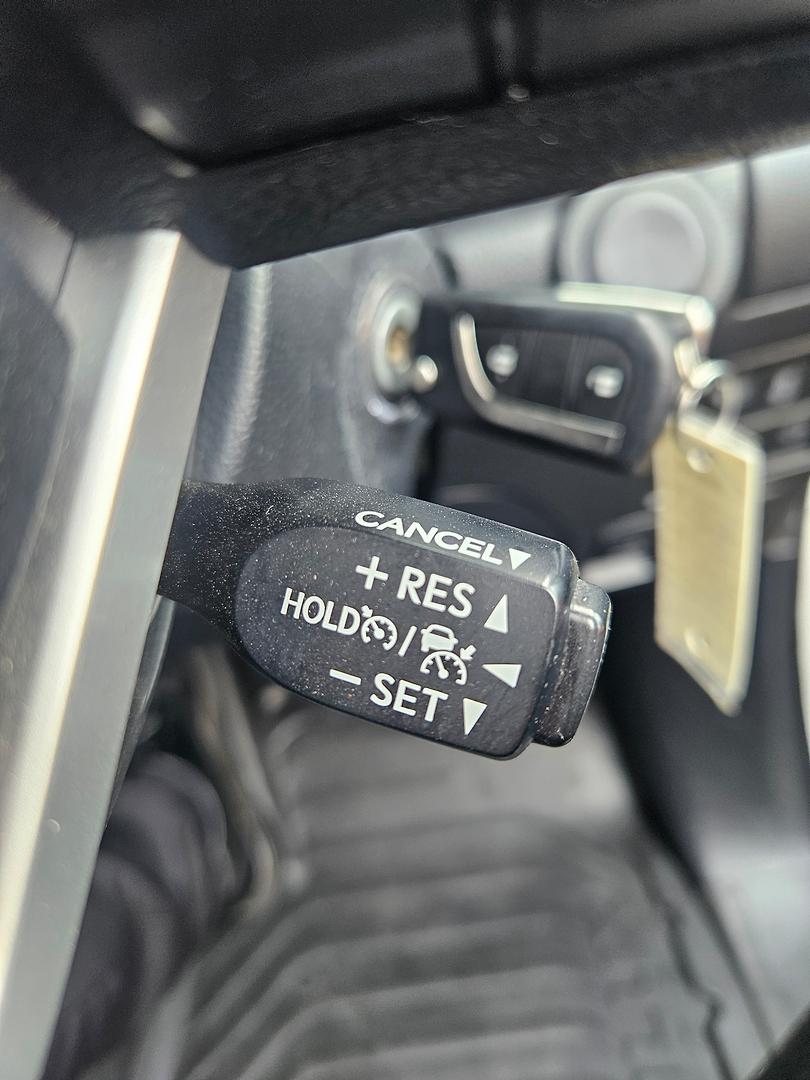 CANCEL▼
+ RES ▲
HOLD /
− SET ▼